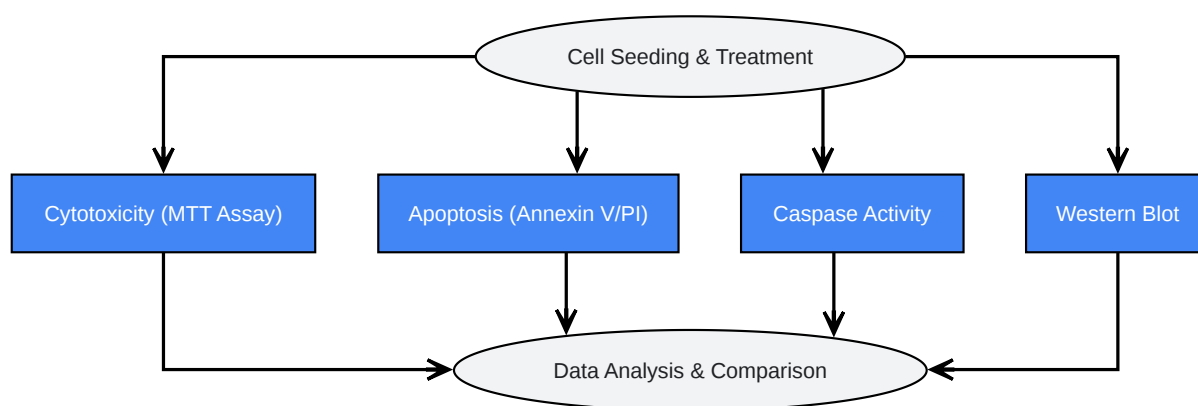 Cell Seeding & Treatment
Cytotoxicity (MTT Assay)
Apoptosis (Annexin V/PI)
Caspase Activity
Western Blot
Data Analysis & Comparison